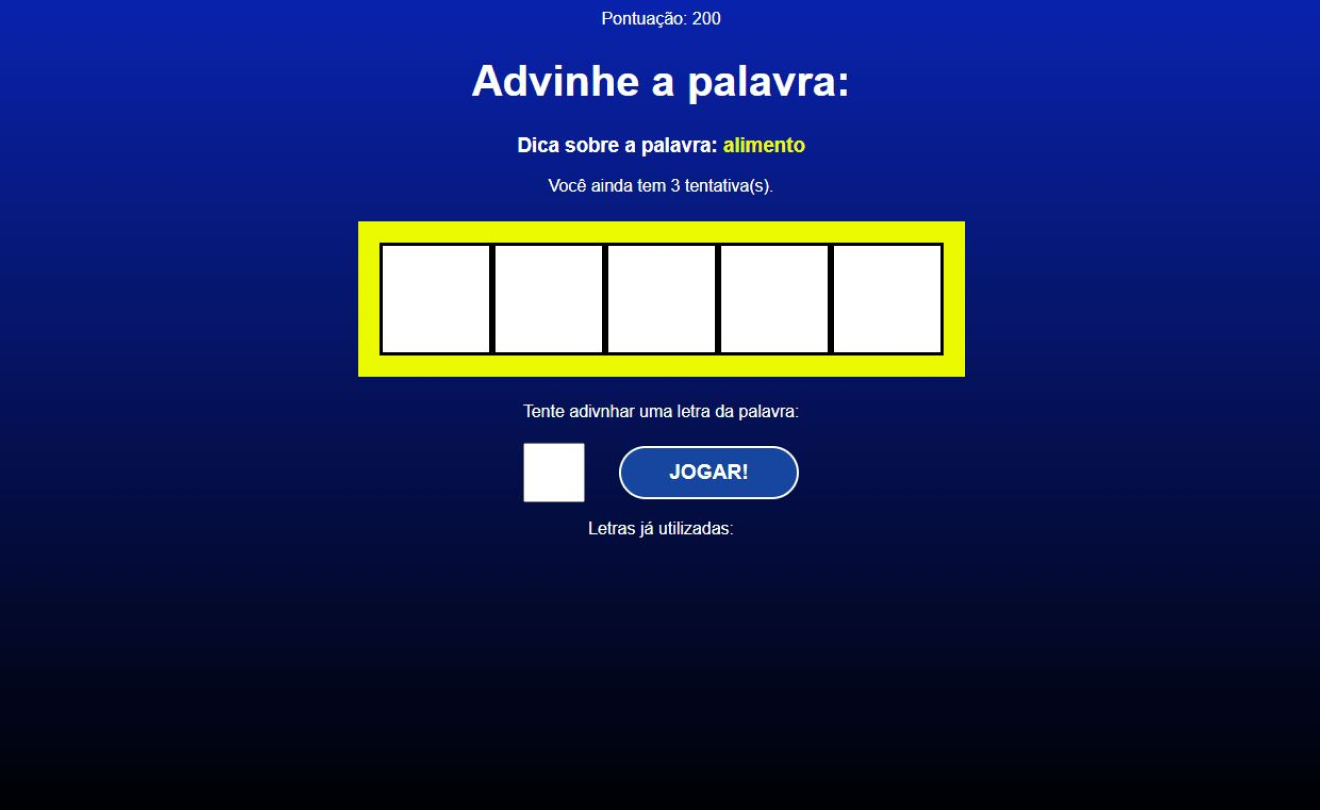 Pontuação: 200
Advinhe a palavra:
Dica sobre a palavra: alimento
Você ainda tem 3 tentativa(s).
Tente adivnhar uma letra da palavra:
JOGAR!
Letras já utilizadas: